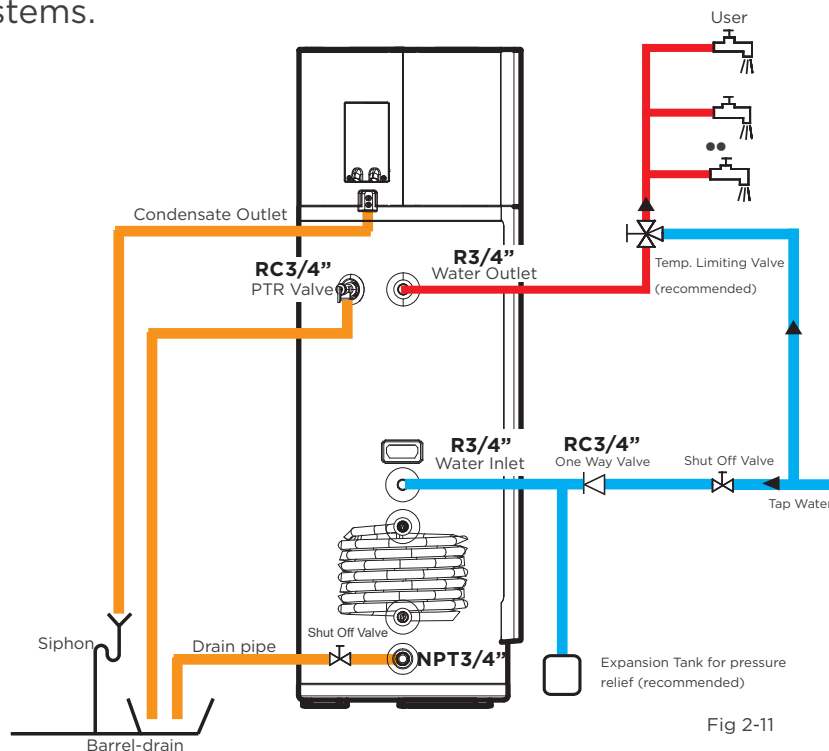 stems.
User
Condensate Outlet
RC3/4”
PTR Valve
R3/4”
Water Outlet
Temp. Limiting Valve
(recommended)
R3/4”
Water Inlet
RC3/4”
One Way Valve
Shut Off Valve
Tap Water
Siphon
Drain pipe
Shut Off Valve
NPT3/4”
Expansion Tank for pressure
relief (recommended)
Fig 2-11
Barrel-drain